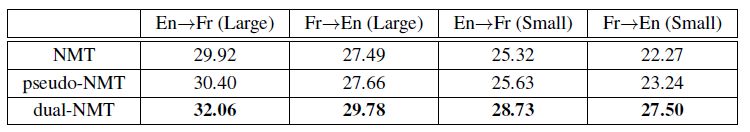 En→Fr (Large) Fr→En (Large) En→Fr (Small) Fr→En (Small)
NMT 29.92 27.49 25.32 22.27
pseudo-NMT 30.40 27.66 25.63 23.24
dual-NMT 32.06 29.78 28.73 27.50